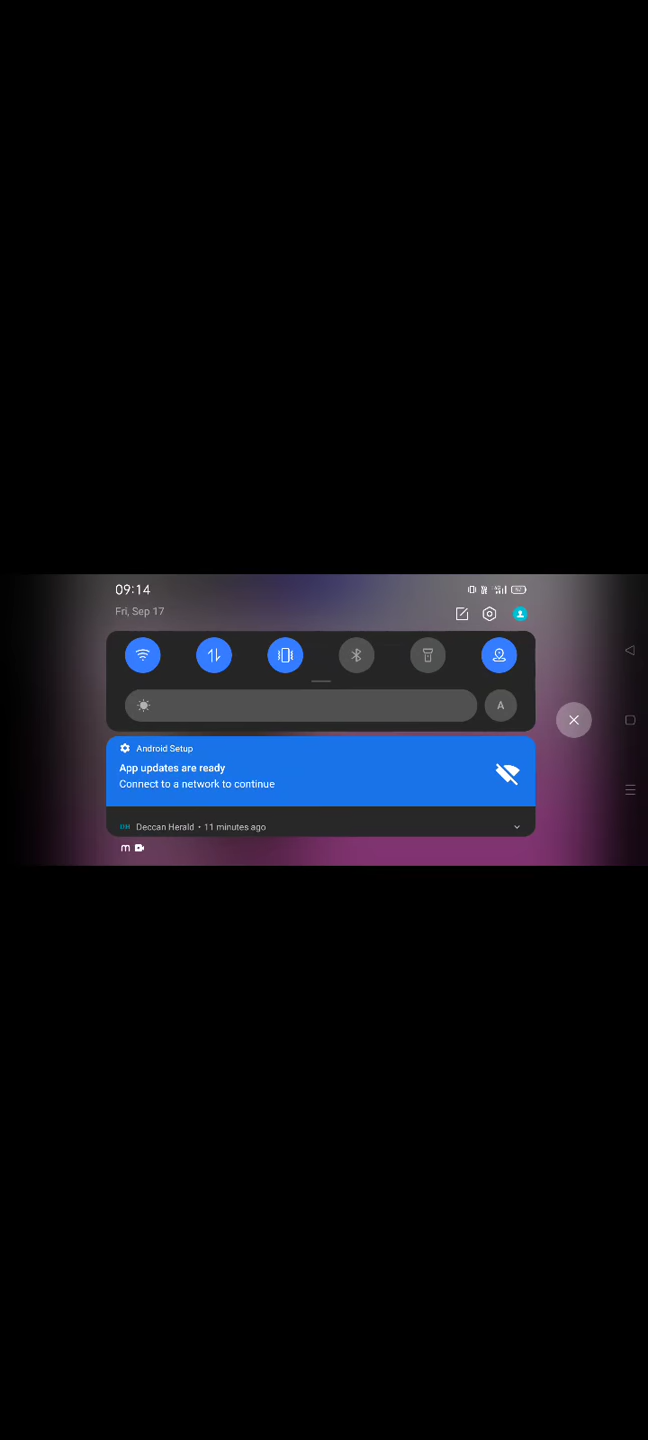 09:14
Fri, Sep 17
A
Android Setup
App updates are ready
Connect to a network to continue
DH Deccan Herald • 11 minutes ago
m